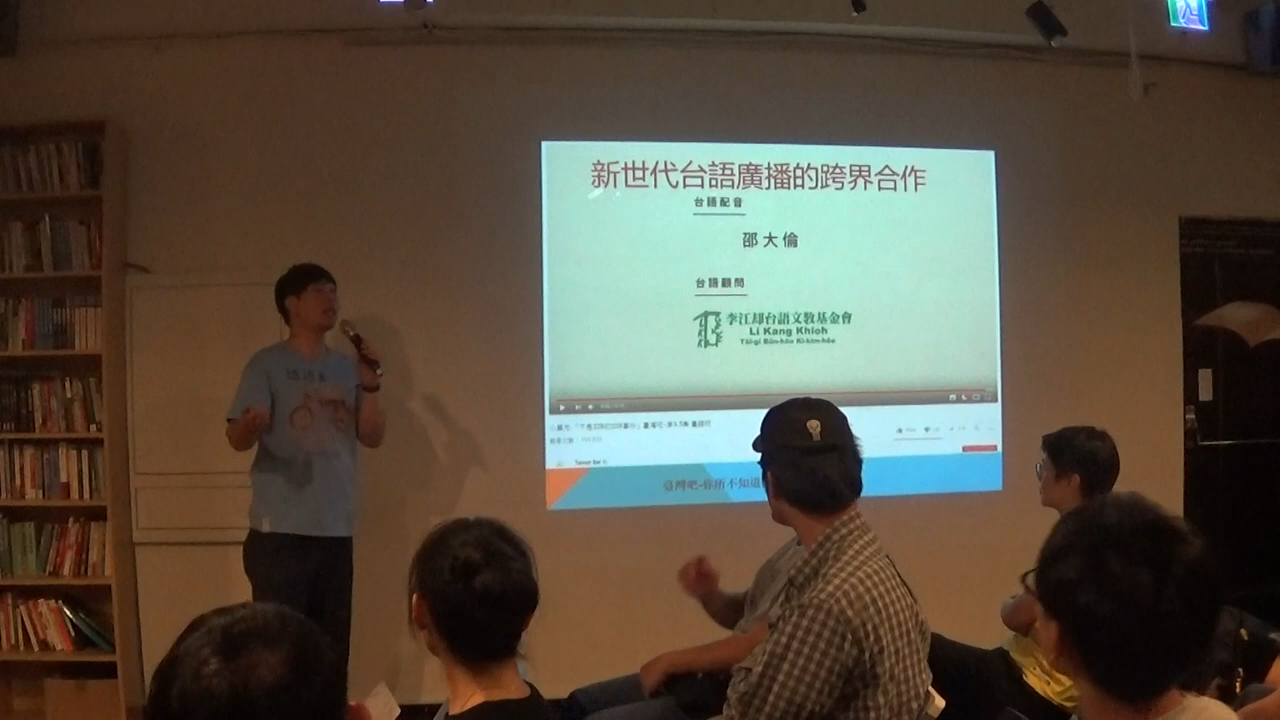 新世代台語廣播的跨界合作
台語配音
邵大倫
台語顧問
李江却台語文教基金會
Li Kang Khioh
Tâi-gí Bûn-hòa Ki-kim-hōe
Taiwan Bar
臺灣吧-你所不知道